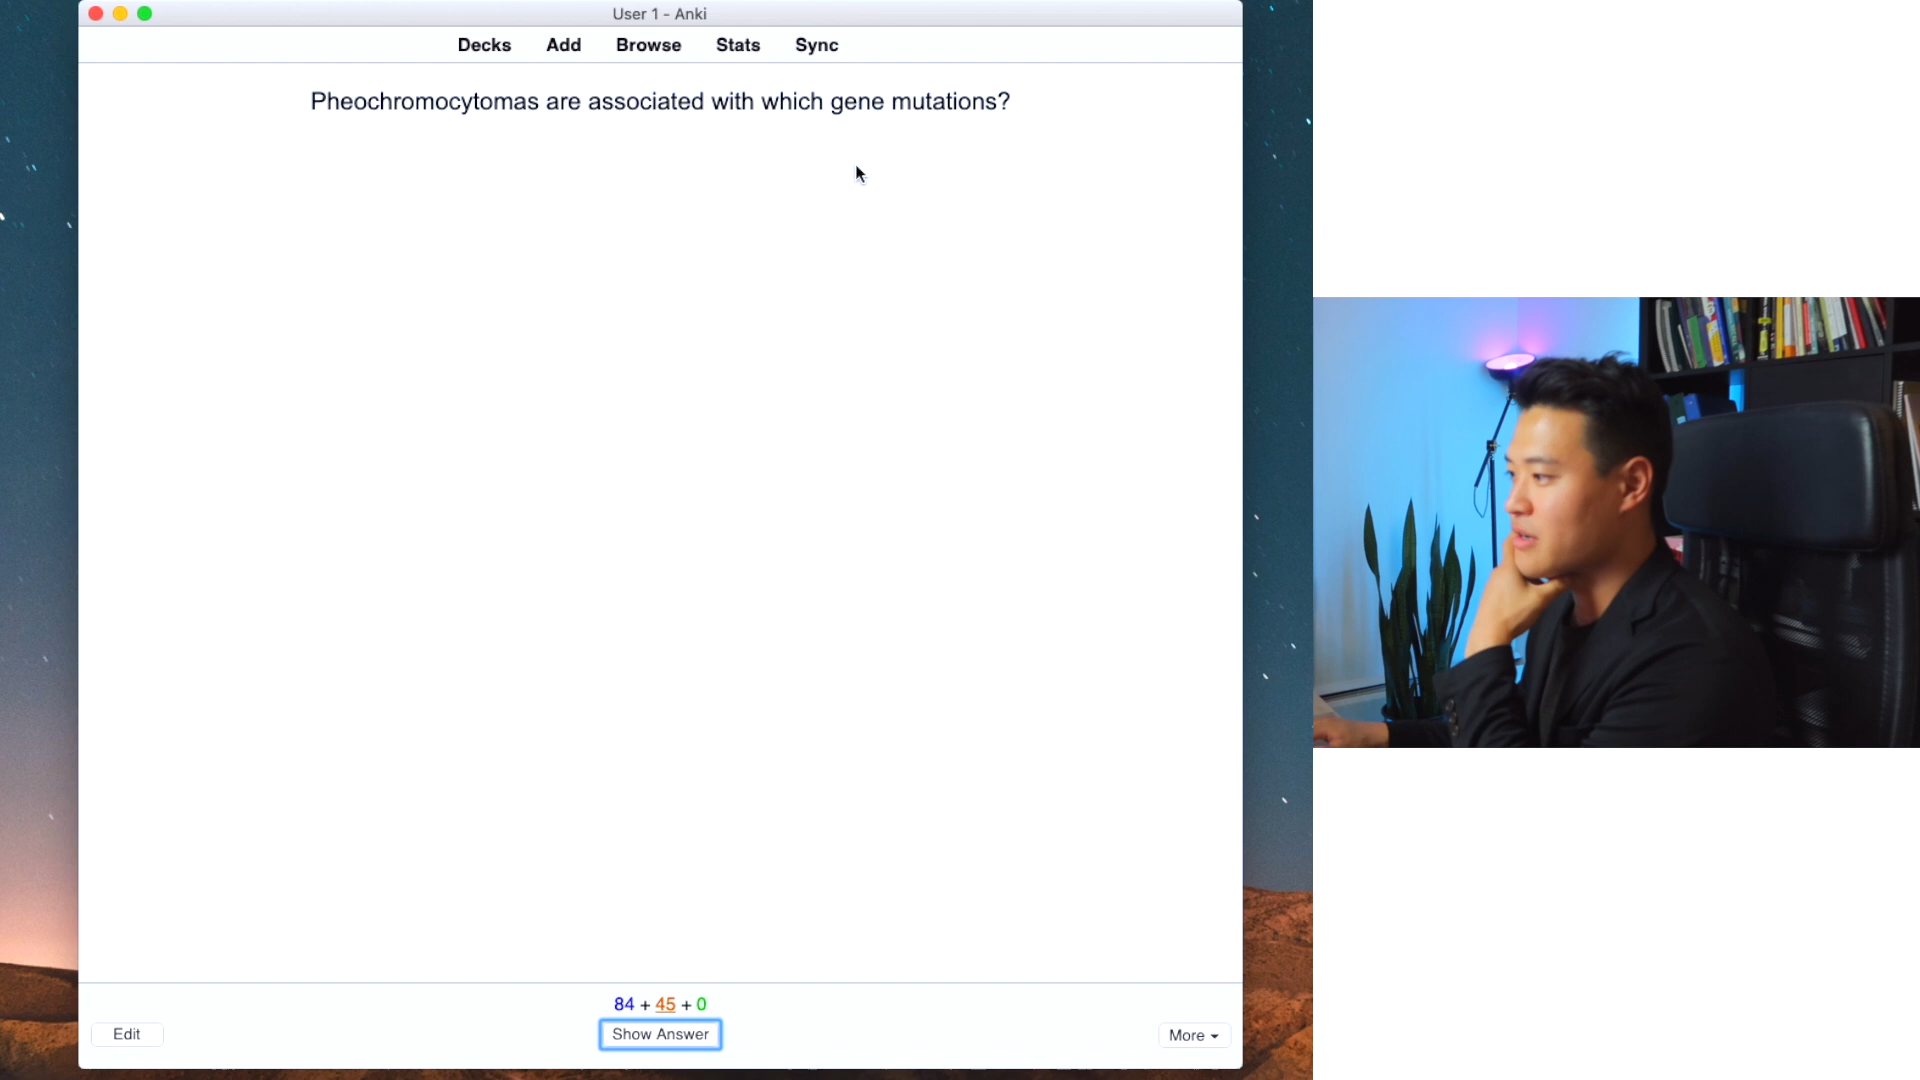 User 1 - Anki
Decks Add Browse Stats Sync
Pheochromocytomas are associated with which gene mutations?
84 + 45 + 0
Edit Show Answer More